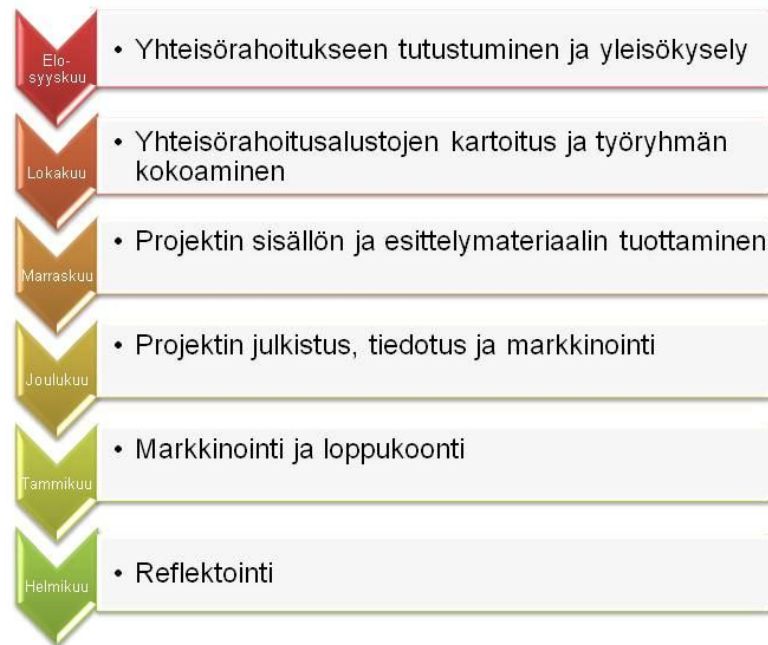 Elo-
syyskuu
• Yhteisörahoitukseen tutustuminen ja yleisökysely
Lokakuu
• Yhteisörahoitusalustojen kartoitus ja työryhmän
kokoaminen
Marraskuu
• Projektin sisällön ja esittelymateriaalin tuottaminen
Joulukuu
• Projektin julkistus, tiedotus ja markkinointi
Tammikuu
• Markkinointi ja loppukoonti
Helmikuu
• Reflektointi